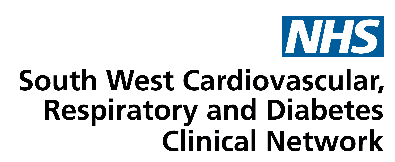 NHS
South West Cardiovascular,
Respiratory and Diabetes
Clinical Network